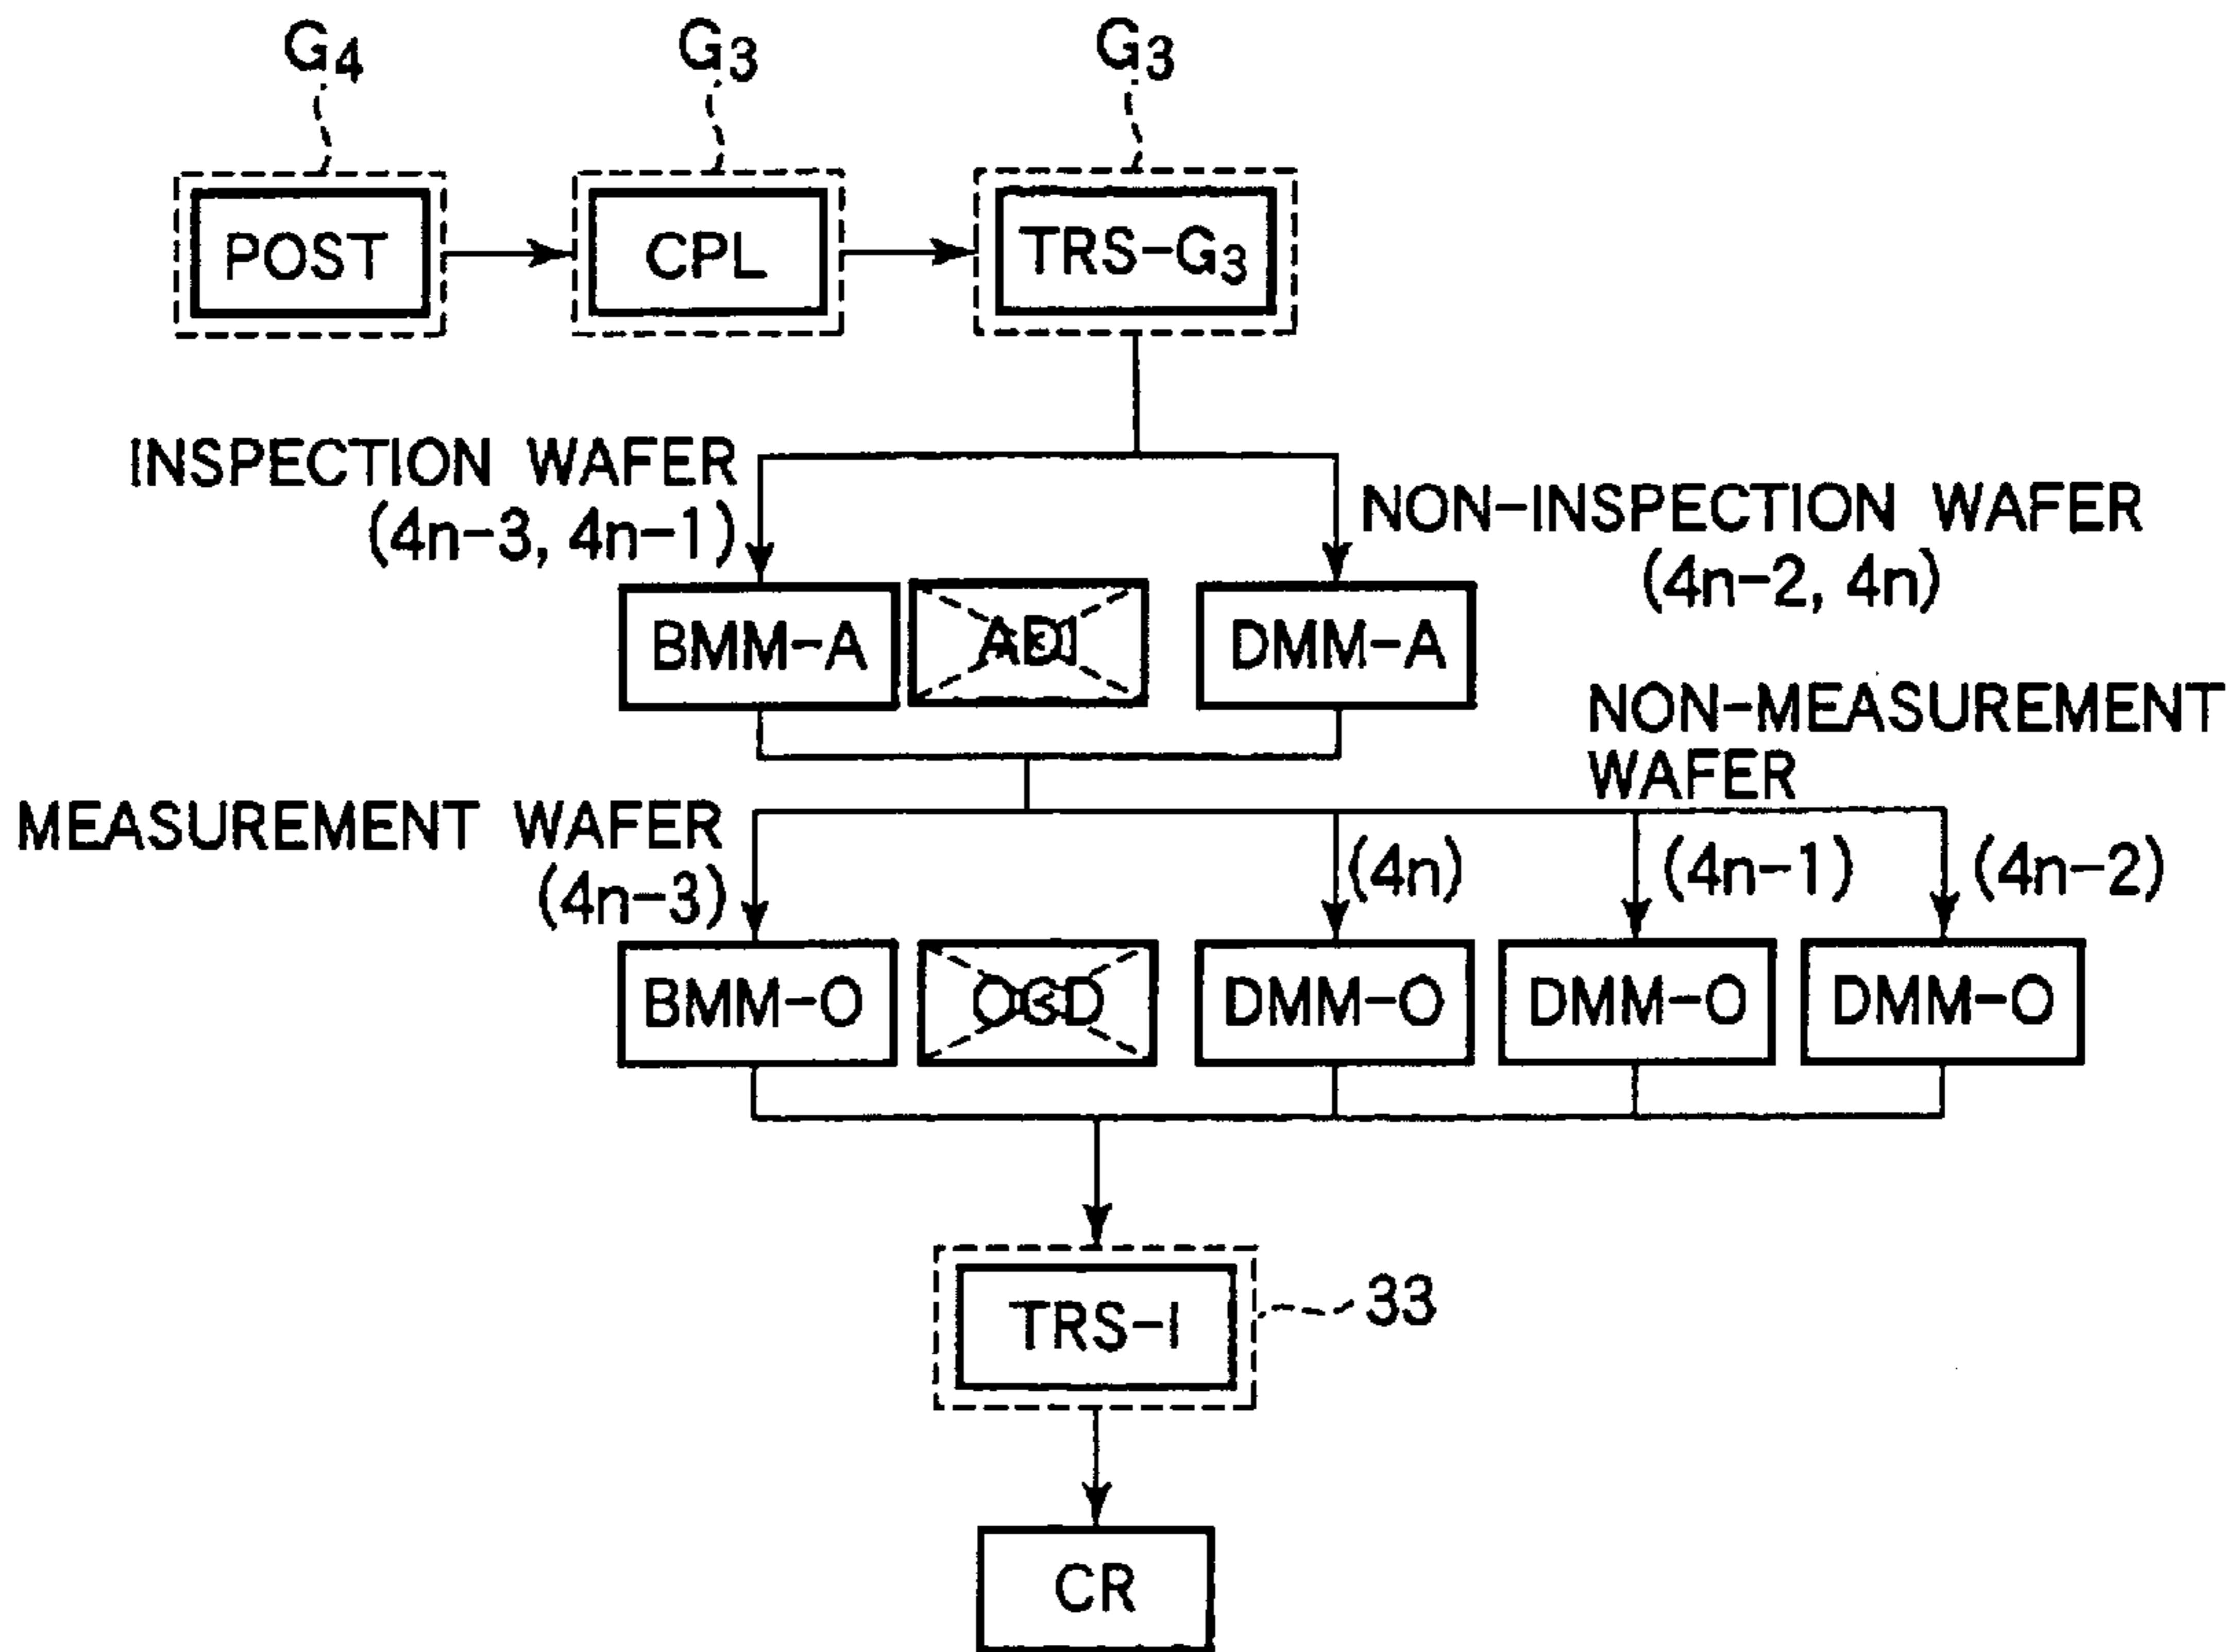 G4
G3
G3
POST
CPL
TRS-G3
INSPECTION WAFER
(4n-3, 4n-1)
NON-INSPECTION WAFER
(4n-2, 4n)
BMM-A
ADI
DMM-A
NON-MEASUREMENT
WAFER
MEASUREMENT WAFER
(4n-3)
(4n)
(4n-1)
(4n-2)
BMM-O
OCD
DMM-O
DMM-O
DMM-O
TRS-I
33
CR